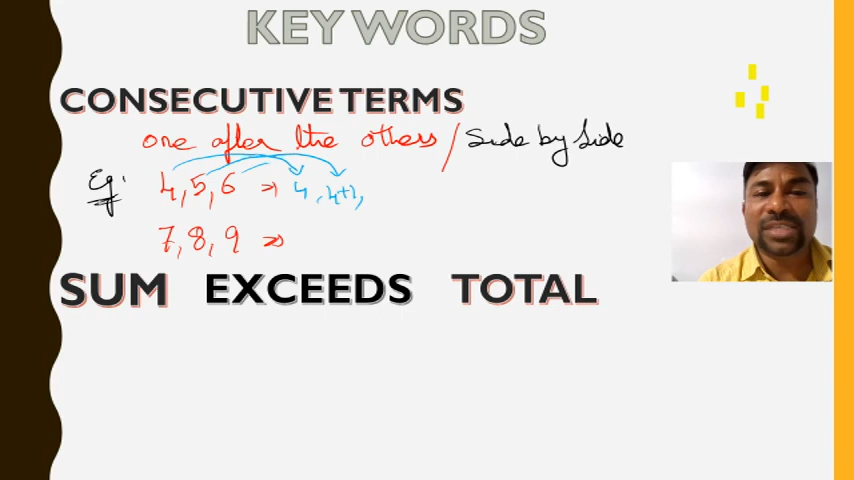 KEY WORDS
CONSECUTIVE TERMS
one after the others / Side by Side
Eg: 4, 5, 6 => 4, 4+1,
7, 8, 9 =>
SUM EXCEEDS TOTAL